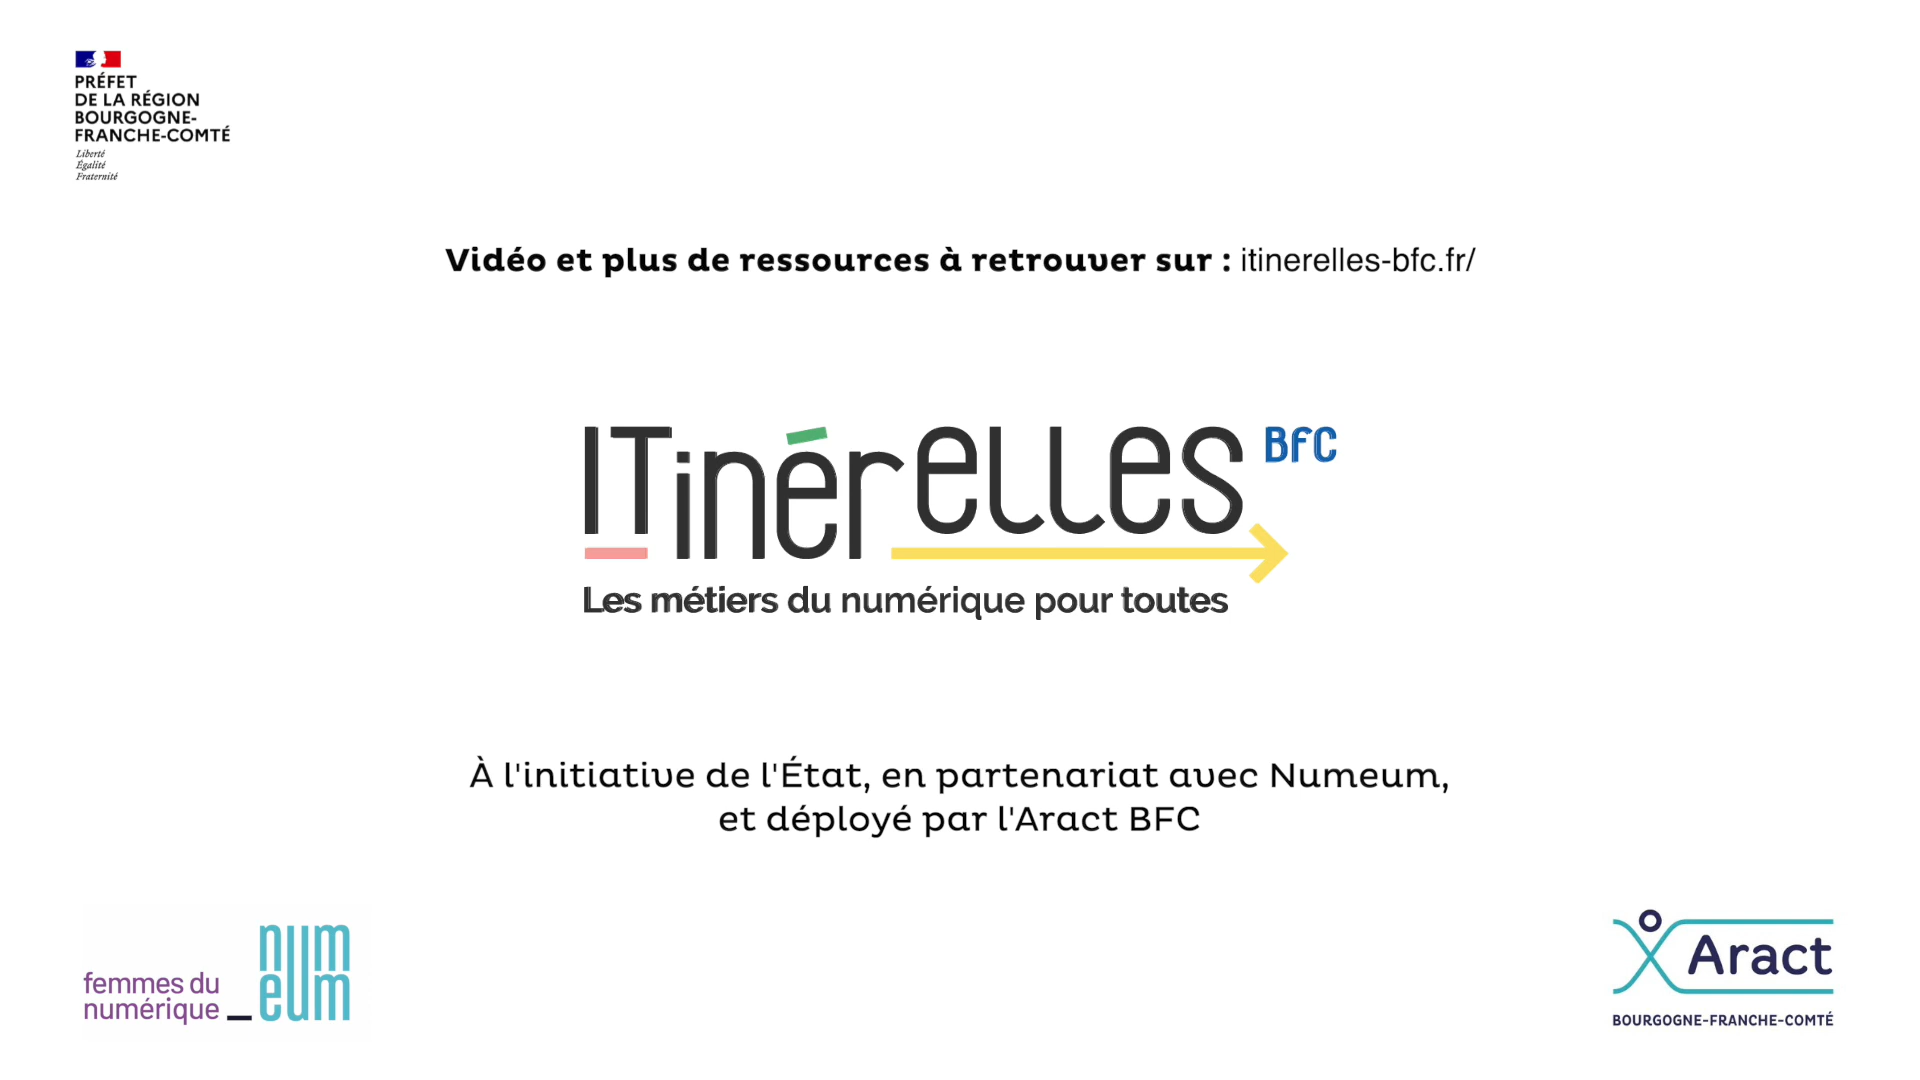 PRÉFET
DE LA RÉGION
BOURGOGNE-
FRANCHE-COMTÉ
Liberté
Égalité
Fraternité
Vidéo et plus de ressources à retrouver sur : itinerelles-bfc.fr/
ITinérELLES BFC
Les métiers du numérique pour toutes
À l'initiative de l'État, en partenariat avec Numeum,
et déployé par l'Aract BFC
femmes du
numérique_
num
eum
Aract
BOURGOGNE-FRANCHE-COMTÉ